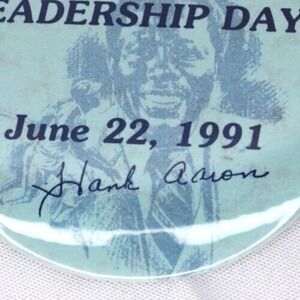 EADERSHIP DAY
June 22, 1991
Hank Aaron